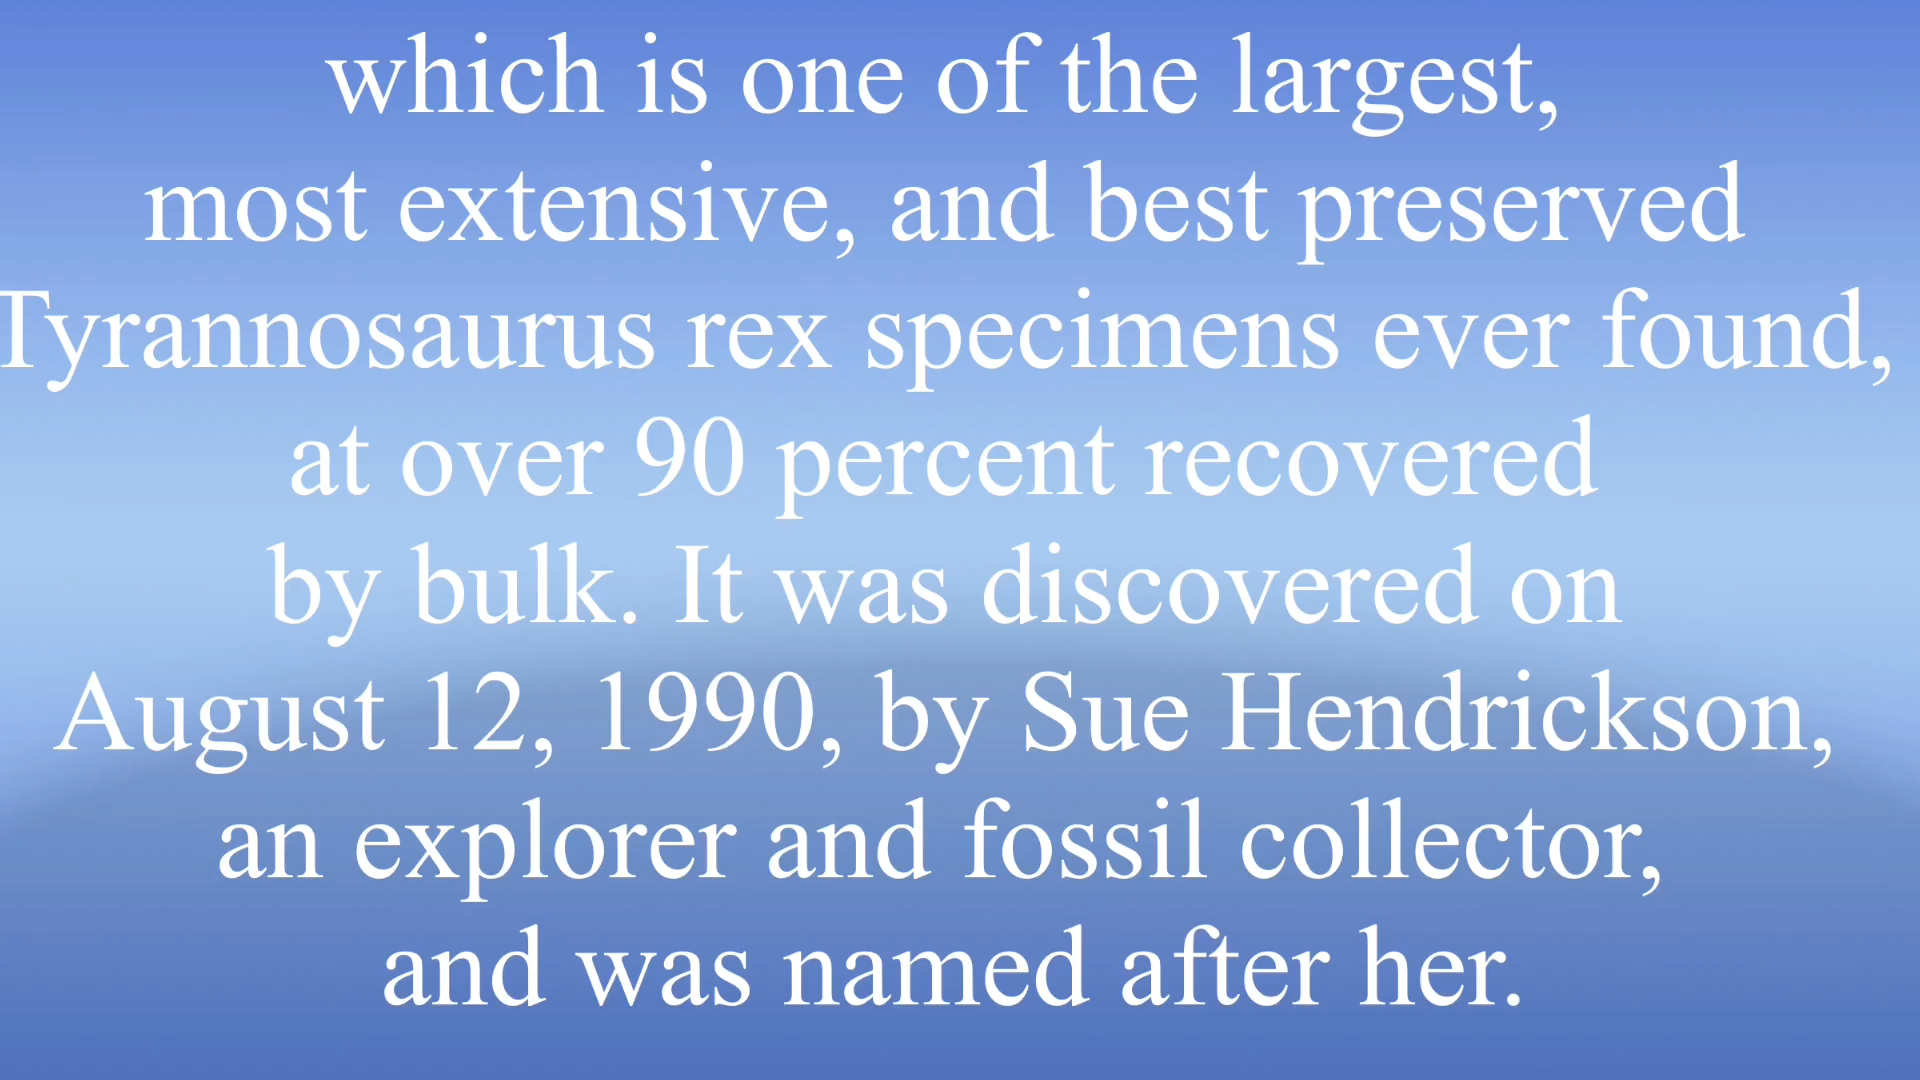 which is one of the largest,
most extensive, and best preserved
Tyrannosaurus rex specimens ever found,
at over 90 percent recovered
by bulk. It was discovered on
August 12, 1990, by Sue Hendrickson,
an explorer and fossil collector,
and was named after her.